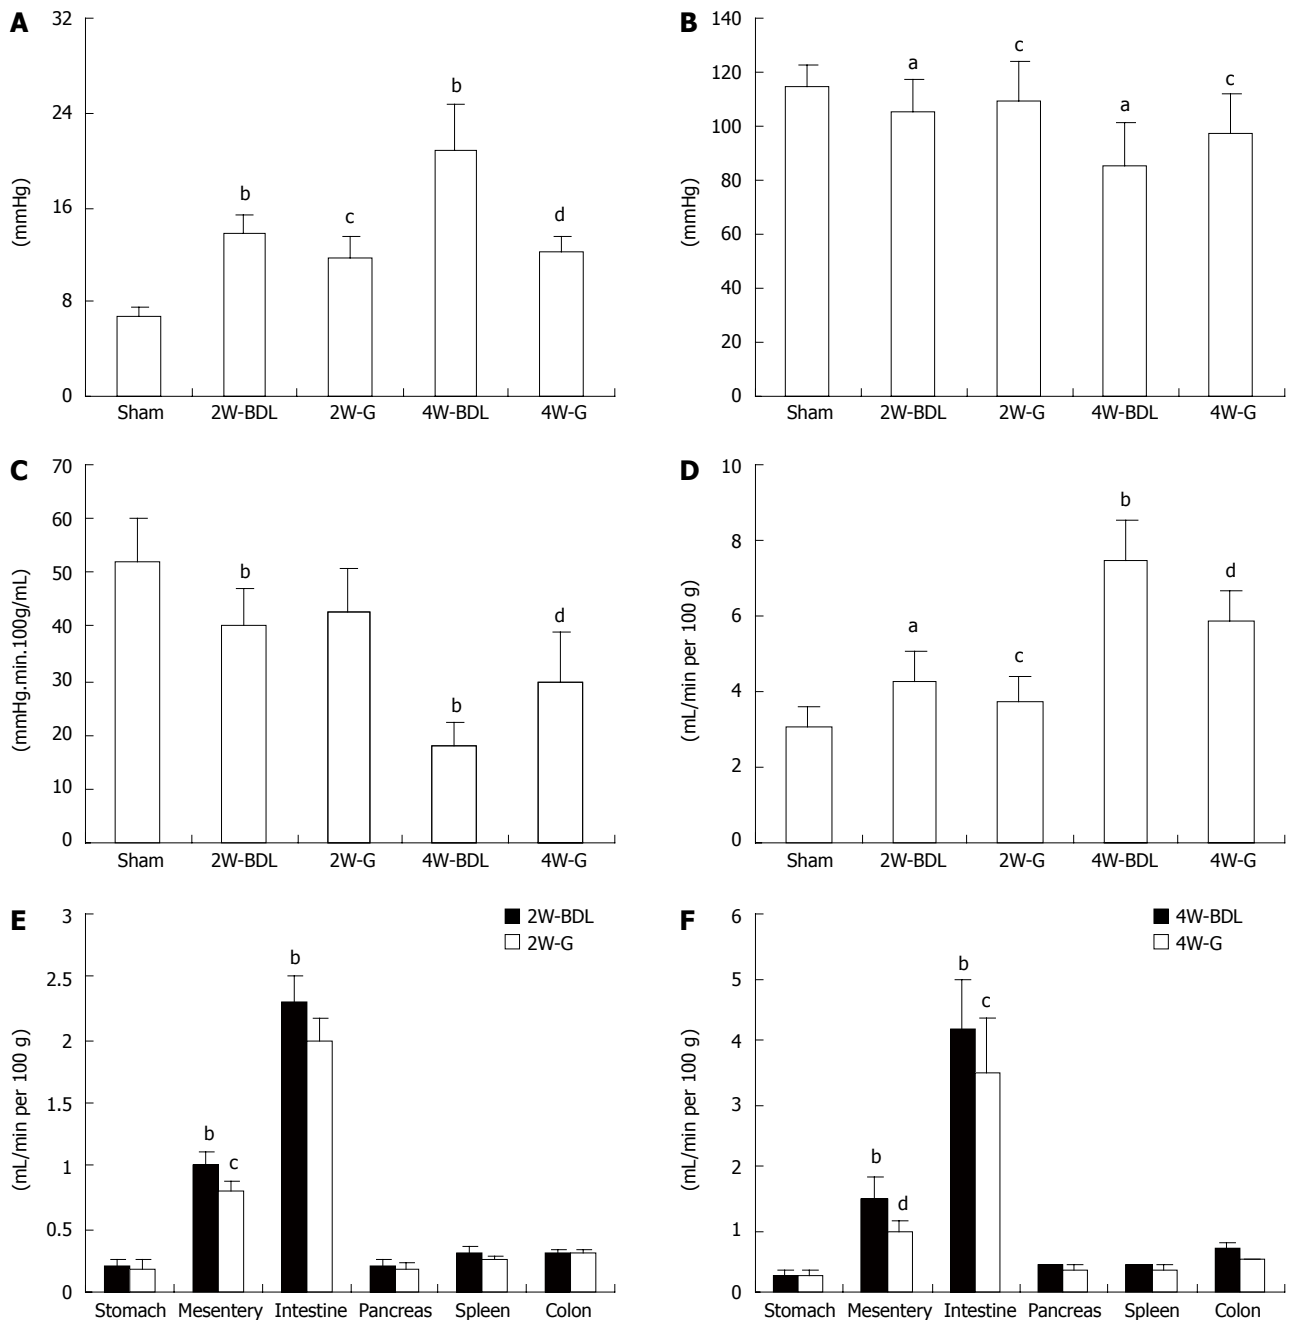 A
(mmHg)
32
24
16
8
0
b
b
c
d
Sham 2W-BDL 2W-G 4W-BDL 4W-G
B
(mmHg)
140
120
100
80
60
40
20
0
a
c
a
c
Sham 2W-BDL 2W-G 4W-BDL 4W-G
C
(mmHg.min.100g/mL)
70
60
50
40
30
20
10
0
b
b
d
Sham 2W-BDL 2W-G 4W-BDL 4W-G
D
(mL/min per 100 g)
10
8
6
4
2
0
a
c
b
d
Sham 2W-BDL 2W-G 4W-BDL 4W-G
E
(mL/min per 100 g)
3
2.5
2
1.5
1
0.5
0
2W-BDL
2W-G
b
c
b
Stomach Mesentery Intestine Pancreas Spleen Colon
F
(mL/min per 100 g)
6
5
4
3
2
1
0
4W-BDL
4W-G
b
d
b
c
Stomach Mesentery Intestine Pancreas Spleen Colon